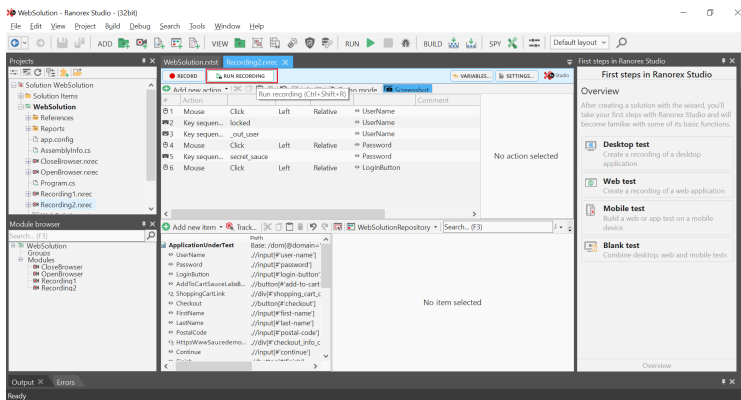 WebSolution - Ranorex Studio - (32bit)
File Edit View Project Build Debug Search Tools Window Help
ADD VIEW RUN BUILD SPY Default layout
Projects
WebSolution.rxtst Recording2.rxrec
First steps in Ranorex Studio
RECORD RUN RECORDING VARIABLES... SETTINGS... Studio
First steps in Ranorex Studio
Solution WebSolution
Solution Items
WebSolution
References
Reports
app.config
AssemblyInfo.cs
CloseBrowser.rxrec
OpenBrowser.rxrec
Program.cs
Recording1.rxrec
Recording2.rxrec
Add new action Turbo mode Screenshot
Run recording (Ctrl+Shift+R)
# Action Comment
1 Mouse Click Left Relative UserName
2 Key sequen... locked UserName
3 Key sequen... _out_user UserName
4 Mouse Click Left Relative Password
5 Key sequen... secret_sauce Password
6 Mouse Click Left Relative LoginButton
No action selected
Overview
After creating a solution with the wizard, you'll
take your first steps with Ranorex Studio and will
become familiar with some of its basic functions.
Desktop test
Create a recording of a desktop
application
Web test
Create a recording of a web application
Mobile test
Build a web or app test on a mobile
device
Blank test
Combine desktop, web and mobile tests
Overview
Module browser
Search... (F3)
WebSolution
Groups
Modules
CloseBrowser
OpenBrowser
Recording1
Recording2
Add new item Track... WebSolutionRepository Search... (F3)
Path
ApplicationUnderTest Base: /dom[@domain='
UserName .//input[#'user-name']
Password .//input[#'password']
LoginButton .//input[#'login-button'
AddToCartSauceLabsB... .//button[#'add-to-cart-
ShoppingCartLink .//div[#'shopping_cart_c
Checkout .//button[#'checkout']
FirstName .//input[#'first-name']
LastName .//input[#'last-name']
PostalCode .//input[#'postal-code']
HttpsWwwSaucedemo... .//div[#'checkout_info_c
Continue .//input[#'continue']
No item selected
Output Errors
Ready